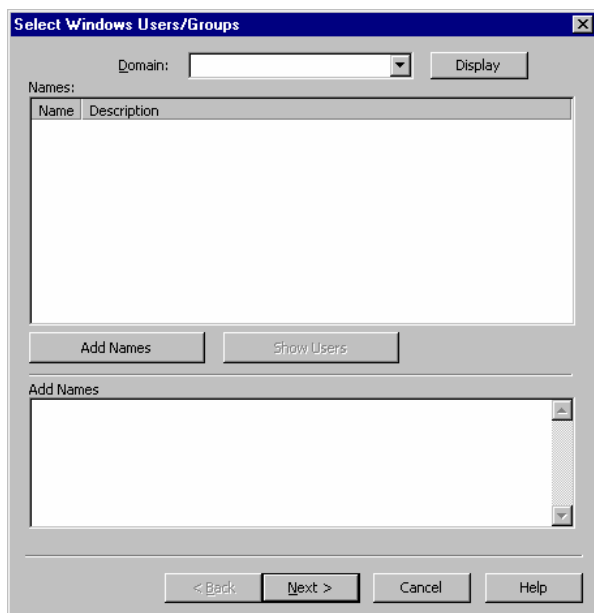 Select Windows Users/Groups
Domain: Display
Names:
Name Description
Add Names Show Users
Add Names
< Back Next > Cancel Help